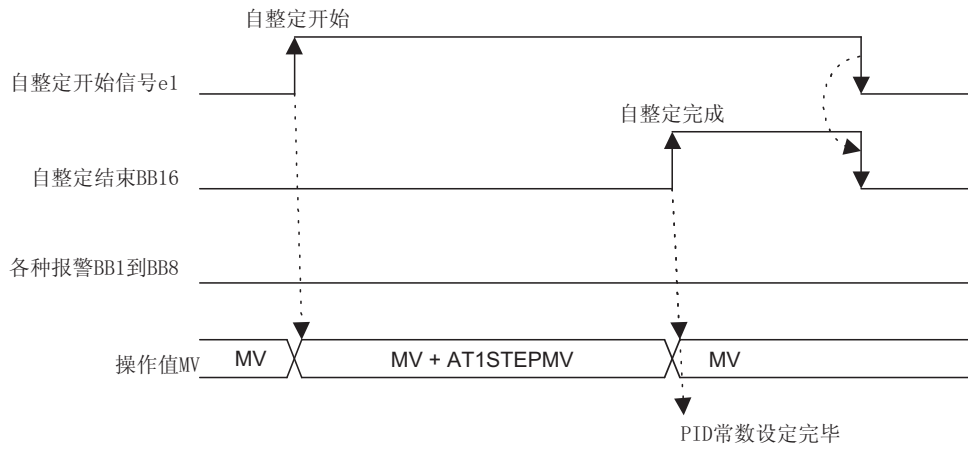 自整定开始
自整定开始信号e1
自整定完成
自整定结束BB16
各种报警BB1到BB8
操作值MV MV MV + AT1STEPMV MV
PID常数设定完毕